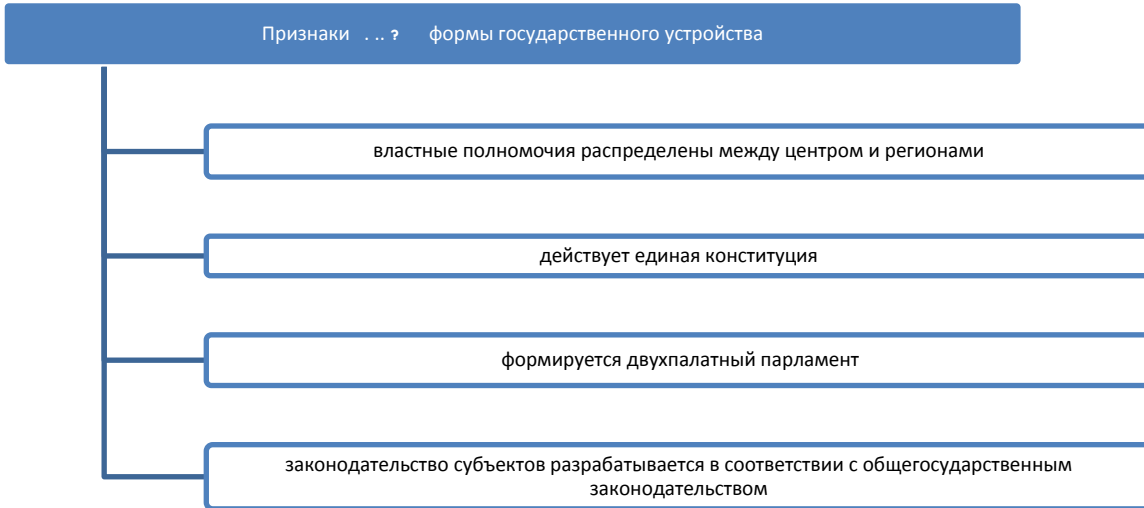 Признаки . .. ? формы государственного устройства
властные полномочия распределены между центром и регионами
действует единая конституция
формируется двухпалатный парламент
законодательство субъектов разрабатывается в соответствии с общегосударственным
законодательством